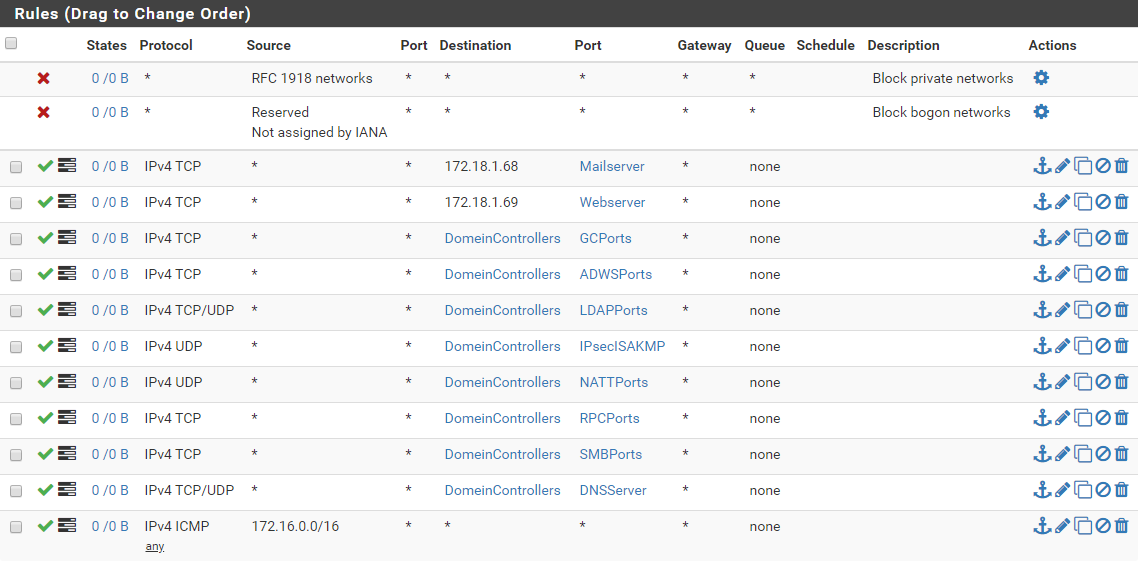 Rules (Drag to Change Order)
States Protocol Source Port Destination Port Gateway Queue Schedule Description Actions
0 /0 B * RFC 1918 networks * * * * * Block private networks
0 /0 B * Reserved * * * * * Block bogon networks
Not assigned by IANA
0 /0 B IPv4 TCP * * 172.18.1.68 Mailserver * none
0 /0 B IPv4 TCP * * 172.18.1.69 Webserver * none
0 /0 B IPv4 TCP * * DomeinControllers GCPorts * none
0 /0 B IPv4 TCP * * DomeinControllers ADWSPorts * none
0 /0 B IPv4 TCP/UDP * * DomeinControllers LDAPPorts * none
0 /0 B IPv4 UDP * * DomeinControllers IPsecISAKMP * none
0 /0 B IPv4 UDP * * DomeinControllers NATTPorts * none
0 /0 B IPv4 TCP * * DomeinControllers RPCPorts * none
0 /0 B IPv4 TCP * * DomeinControllers SMBPorts * none
0 /0 B IPv4 TCP/UDP * * DomeinControllers DNSServer * none
0 /0 B IPv4 ICMP 172.16.0.0/16 * * * * none
any